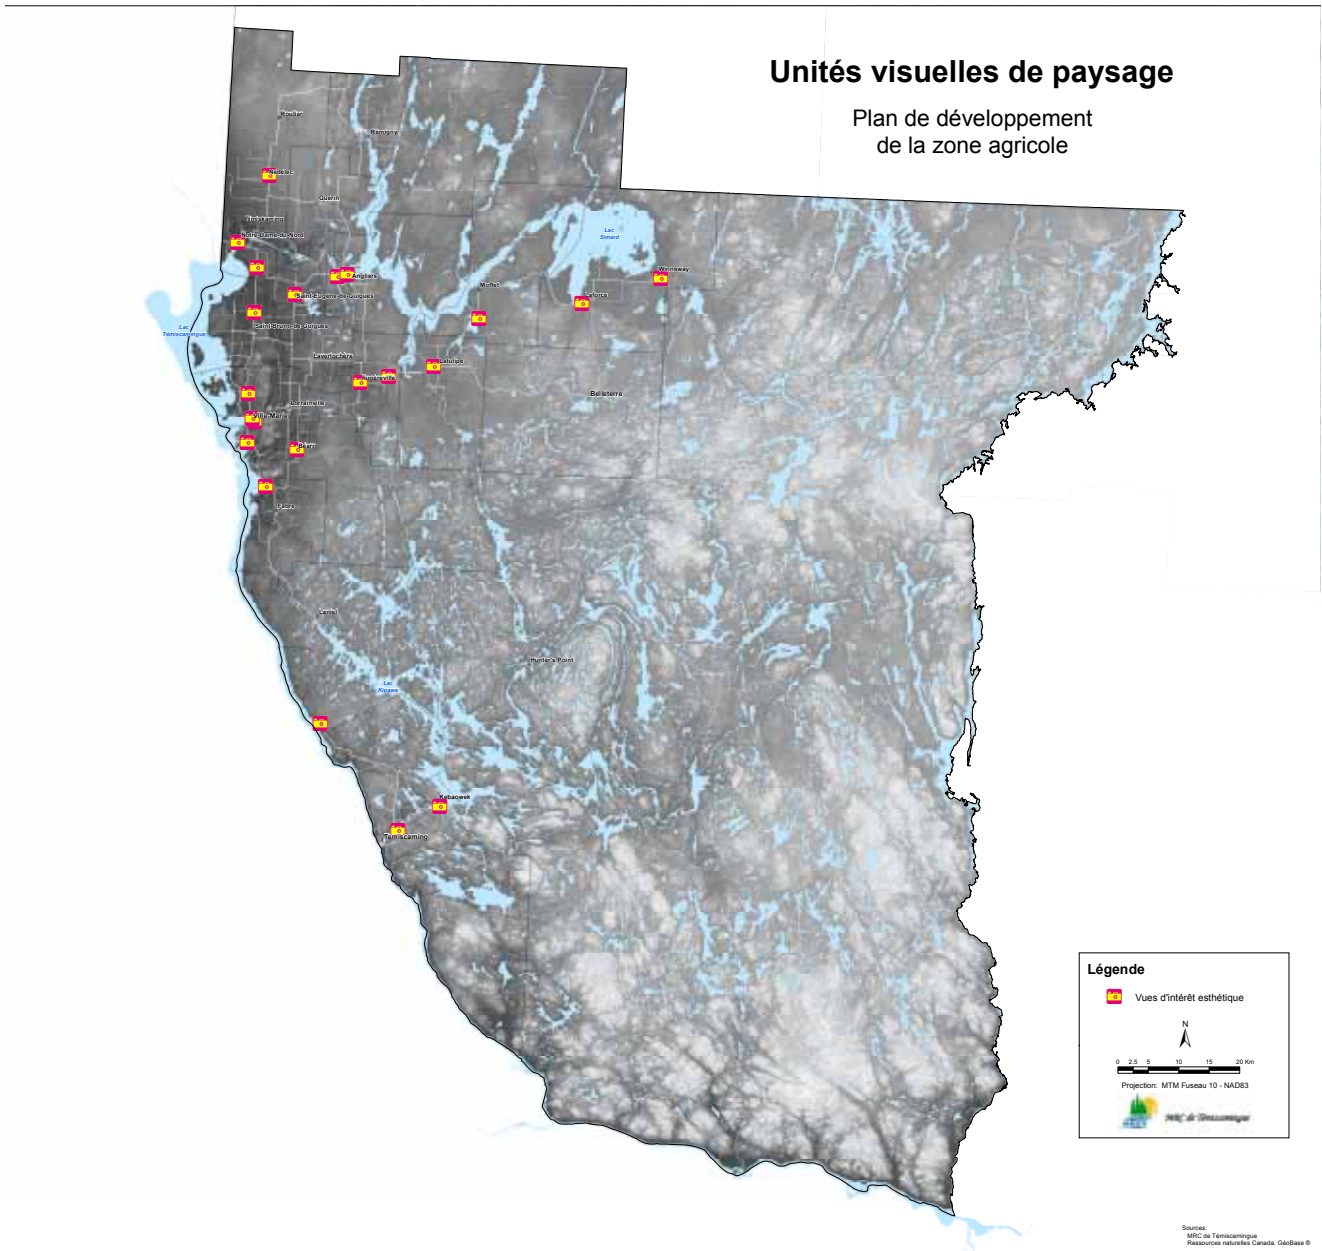 Unités visuelles de paysage
Plan de développement
de la zone agricole
Roulier
Rémigny
Nédélec
Guérin
Timiskaming
Notre-Dame-du-Nord
Lac
Simard
Winneway
Angliers
Moffet
Laforce
Saint-Eugène-de-Guigues
Saint-Bruno-de-Guigues
Lac
Témiscamingue
Laverlochère
Latulipe
Fugèreville
Belleterre
Lorrainville
Ville-Marie
Béarn
Fabre
Laniel
Hunter's Point
Lac
Kipawa
Kebaowek
Témiscaming
Légende
Vues d'intérêt esthétique
N
0 2.5 5 10 15 20 Km
Projection: MTM Fuseau 10 - NAD83
MRC de Témiscamingue
Sources:
MRC de Témiscamingue
Ressources naturelles Canada. GéoBase ®